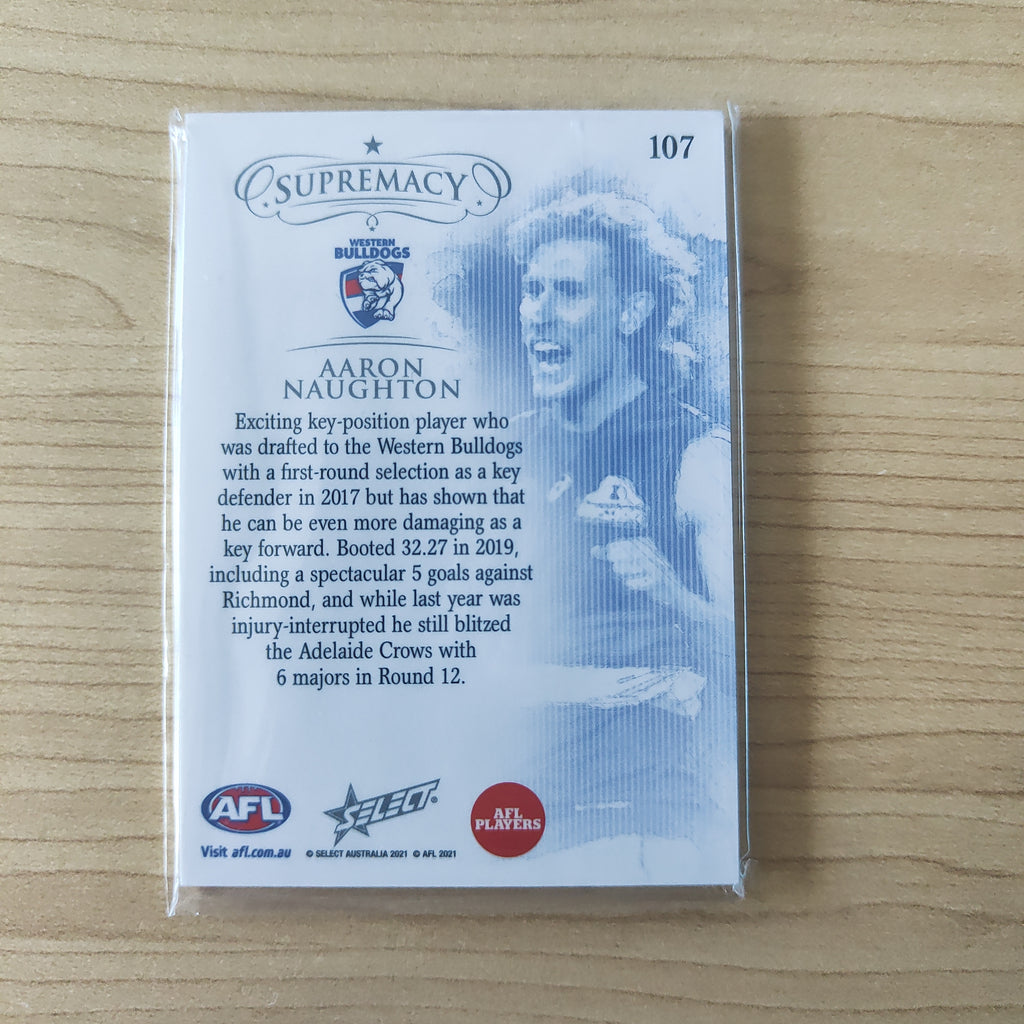 107
SUPREMACY
WESTERN
BULLDOGS
AARON
NAUGHTON
Exciting key-position player who
was drafted to the Western Bulldogs
with a first-round selection as a key
defender in 2017 but has shown that
he can be even more damaging as a
key forward. Booted 32.27 in 2019,
including a spectacular 5 goals against
Richmond, and while last year was
injury-interrupted he still blitzed
the Adelaide Crows with
6 majors in Round 12.
AFL
Visit afl.com.au
SELECT®
© SELECT AUSTRALIA 2021 © AFL 2021
AFL
PLAYERS